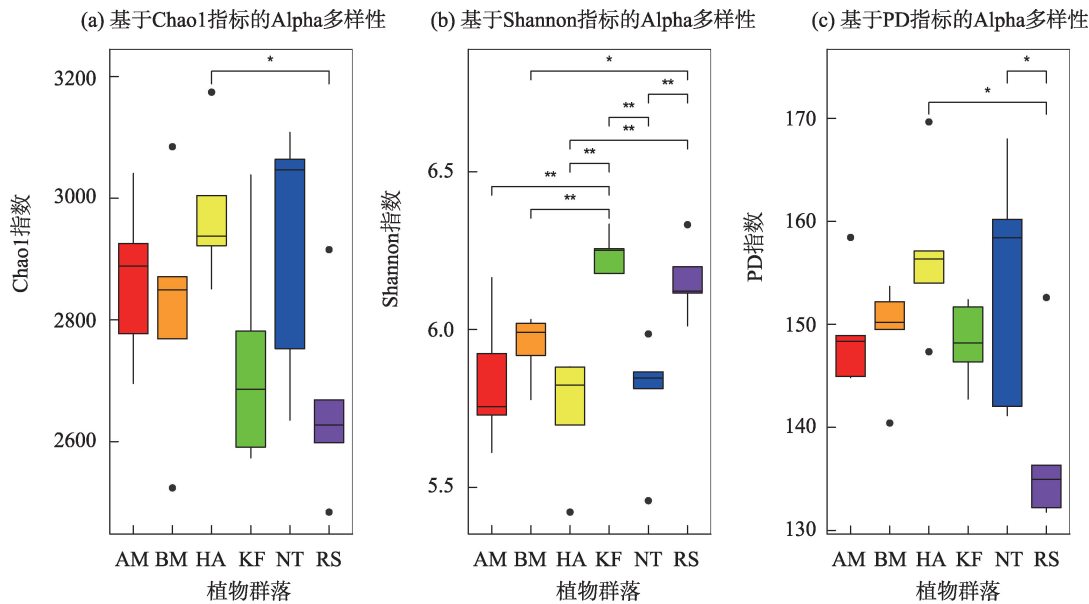 (a) 基于Chao1指标的Alpha多样性
3200
3000
2800
2600
Chao1指数
*
AM BM HA KF NT RS
植物群落
(b) 基于Shannon指标的Alpha多样性
6.5
6.0
5.5
Shannon指数
*
**
**
**
**
**
**
AM BM HA KF NT RS
植物群落
(c) 基于PD指标的Alpha多样性
170
160
150
140
130
PD指数
*
*
AM BM HA KF NT RS
植物群落